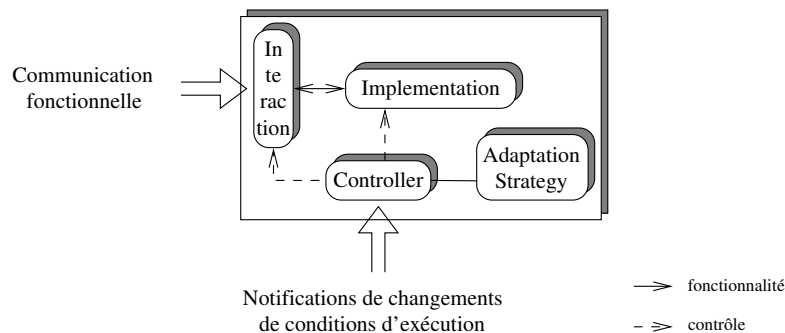 Communication
fonctionnelle
In
te
rac
tion
Implementation
Controller
Adaptation
Strategy
Notifications de changements
de conditions d'exécution
fonctionnalité
contrôle